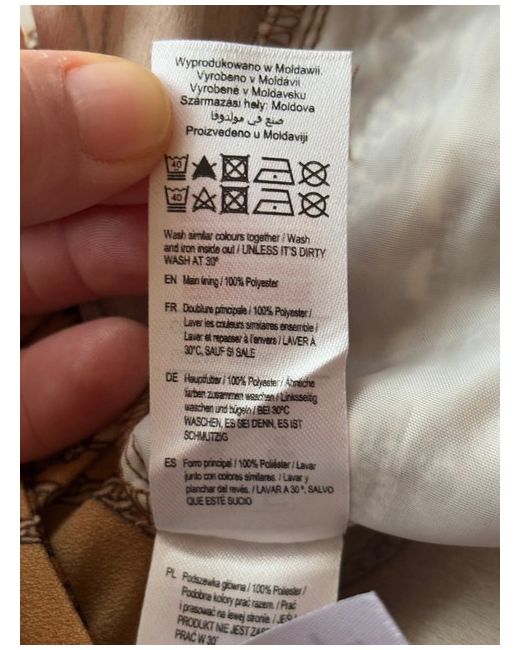 Wyprodukowano w Mołdawii.
Vyrobeno v Moldávii
Vyrobené v Moldavsku
Származási hely: Moldova
صنع في مولدوفا
Proizvedeno u Moldaviji
40
40
Wash similar colours together / Wash
and iron inside out / UNLESS IT'S DIRTY
WASH AT 30°
EN Main lining / 100% Polyester
FR Doublure principale / 100% Polyester /
Laver les couleurs similaires ensemble /
Laver et repasser à l'envers / LAVER A
30°C, SAUF SI SALE
DE Hauptfutter / 100% Polyester / Ähnliche
farben zusammen waschen / Linksseitig
waschen und bügeln / BEI 30°C
WASCHEN, ES SEI DENN, ES IST
SCHMUTZIG
ES Forro principal / 100% Poliéster / Lavar
junto con colores similares. / Lavar y
planchar del revés. / LAVAR A 30 º, SALVO
QUE ESTÉ SUCIO
PL Podszewka główna / 100% Poliester /
Podobne kolory prać razem. / Prać
i prasować na lewej stronie. /
PRODUKT NIE JEST
PRAĆ W 30°